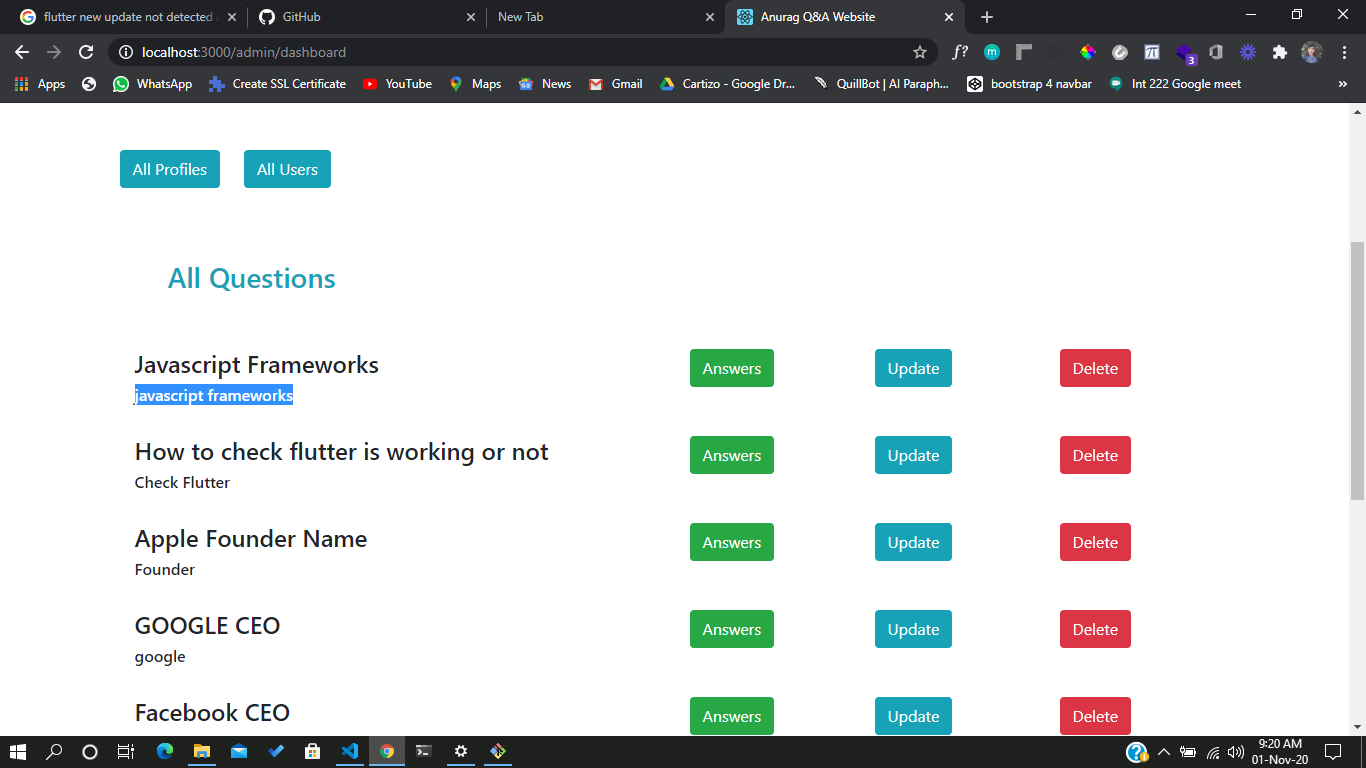 flutter new update not detected
GitHub
New Tab
Anurag Q&A Website
localhost:3000/admin/dashboard
f?
m
3
Apps
WhatsApp
Create SSL Certificate
YouTube
Maps
News
Gmail
Cartizo - Google Dr...
QuillBot | AI Paraph...
bootstrap 4 navbar
Int 222 Google meet
»
All Profiles
All Users
All Questions
Javascript Frameworks
javascript frameworks
Answers
Update
Delete
How to check flutter is working or not
Check Flutter
Answers
Update
Delete
Apple Founder Name
Founder
Answers
Update
Delete
GOOGLE CEO
google
Answers
Update
Delete
Facebook CEO
Answers
Update
Delete
9:20 AM
01-Nov-20